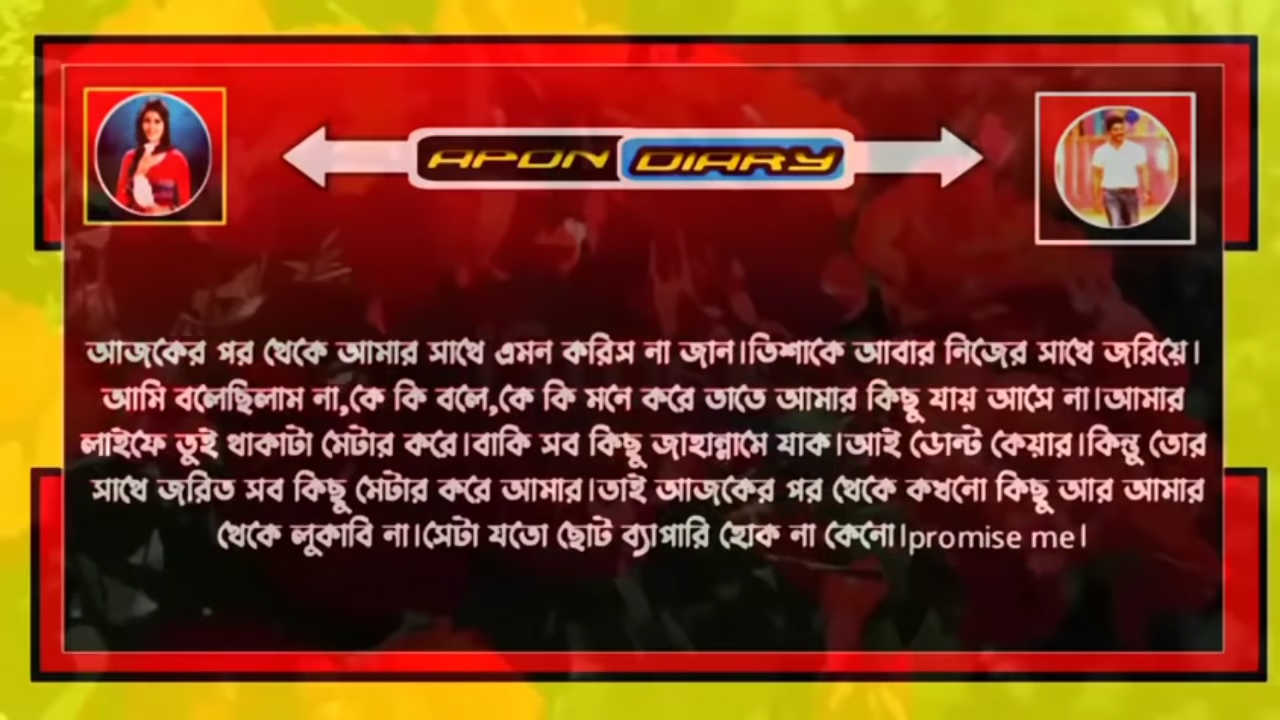 APON DIARY
আজকের পর থেকে আমার সাথে এমন করিস না জান।তিশাকে আবার নিজের সাথে জরিয়ে।
আমি বলেছিলাম না,কে কি বলে,কে কি মনে করে তাতে আমার কিছু যায় আসে না।আমার
লাইফে তুই থাকাটা মেটার করে।বাকি সব কিছু জাহান্নামে যাক।আই ডোন্ট কেয়ার।কিন্তু তোর
সাথে জরিত সব কিছু মেটার করে আমার।তাই আজকের পর থেকে কখনো কিছু আর আমার
থেকে লুকাবি না।সেটা যতো ছোট ব্যাপারি হোক না কেনো।promise me।